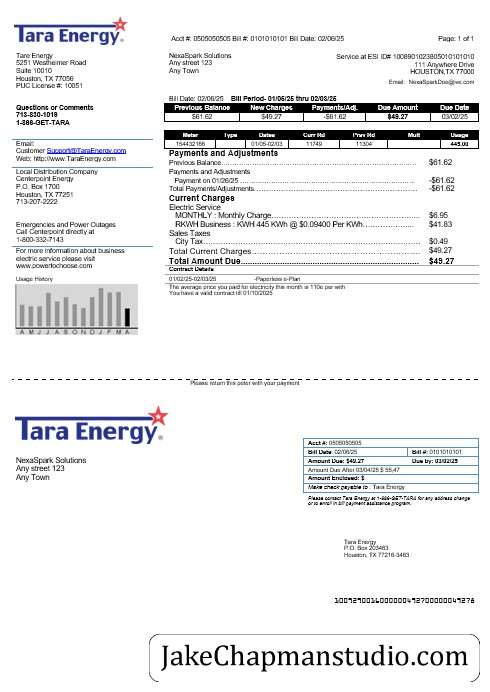 Tara Energy®
Acct #: 0505050505 Bill #: 0101010101 Bill Date: 02/06/25
Page: 1 of 1
Tara Energy
5251 Westheimer Road
Suite 10010
Houston, TX 77056
PUC License #: 10051
NexaSpark Solutions
Any street 123
Any Town
Service at ESI ID# 1008901023805010101010
111 Anywhere Drive
HOUSTON,TX 77000
Email: NexaSparkDoe@we.com
Questions or Comments
713-830-1018
1-866-GET-TARA
Bill Date: 02/06/25 Bill Period- 01/05/25 thru 02/03/25
Previous Balance New Charges Payments/Adj. Due Amount Due Date
$61.62 $49.27 -$61.62 $49.27 03/02/25
Meter Type Dates Curr Rd Prev Rd Mult Usage
164432166 01/05-02/03 11749 11304 445.00
Email:
Customer Support@TaraEnergy.com
Web: http://www.TaraEnergy.com
Local Distribution Company
Centerpoint Energy
P.O. Box 1700
Houston, TX 77251
713-207-2222
Emergencies and Power Outages
Call Centerpoint directly at
1-800-332-7143
For more information about business
electric service please visit
www.powertochoose.com
Usage History
A M J J A S O N D J F M A
Payments and Adjustments
Previous Balance $61.62
Payments and Adjustments
Payment on 01/06/25 -$61.62
Total Payments/Adjustments -$61.62
Current Charges
Electric Service
MONTHLY : Monthly Charge $6.95
RKWH Business : KWH 445 KWh @ $0.09400 Per KWh $41.83
Sales Taxes
City Tax $0.49
Total Current Charges $49.27
Total Amount Due $49.27
Contract Details
01/02/25-02/03/25 -Paperless e-Plan
The average price you paid for electricity this month is 110¢ per kwh
You have a valid contract till 01/10/2025
Please return this poter with your payment
Tara Energy®
NexaSpark Solutions
Any street 123
Any Town
Acct #: 0505050505
Bill Date: 02/06/25 Bill #: 0101010101
Amount Due: $49.27 Due by: 03/02/25
Amount Due After 03/04/25 $ 55.47
Amount Enclosed: $
Make check payable to : Tara Energy
Please contact Tara Energy at 1-866-GET-TARA for any address change
or to enroll in bill payment assistance program.
Tara Energy
P.O. Box 203463
Houston, TX 77216-3463
JakeChapmanstudio.com